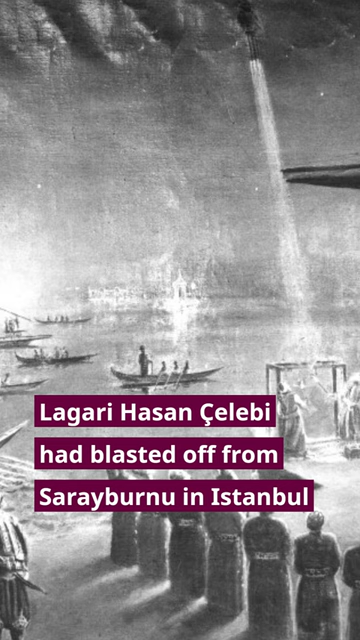 Lagari Hasan Çelebi
had blasted off from
Sarayburnu in Istanbul